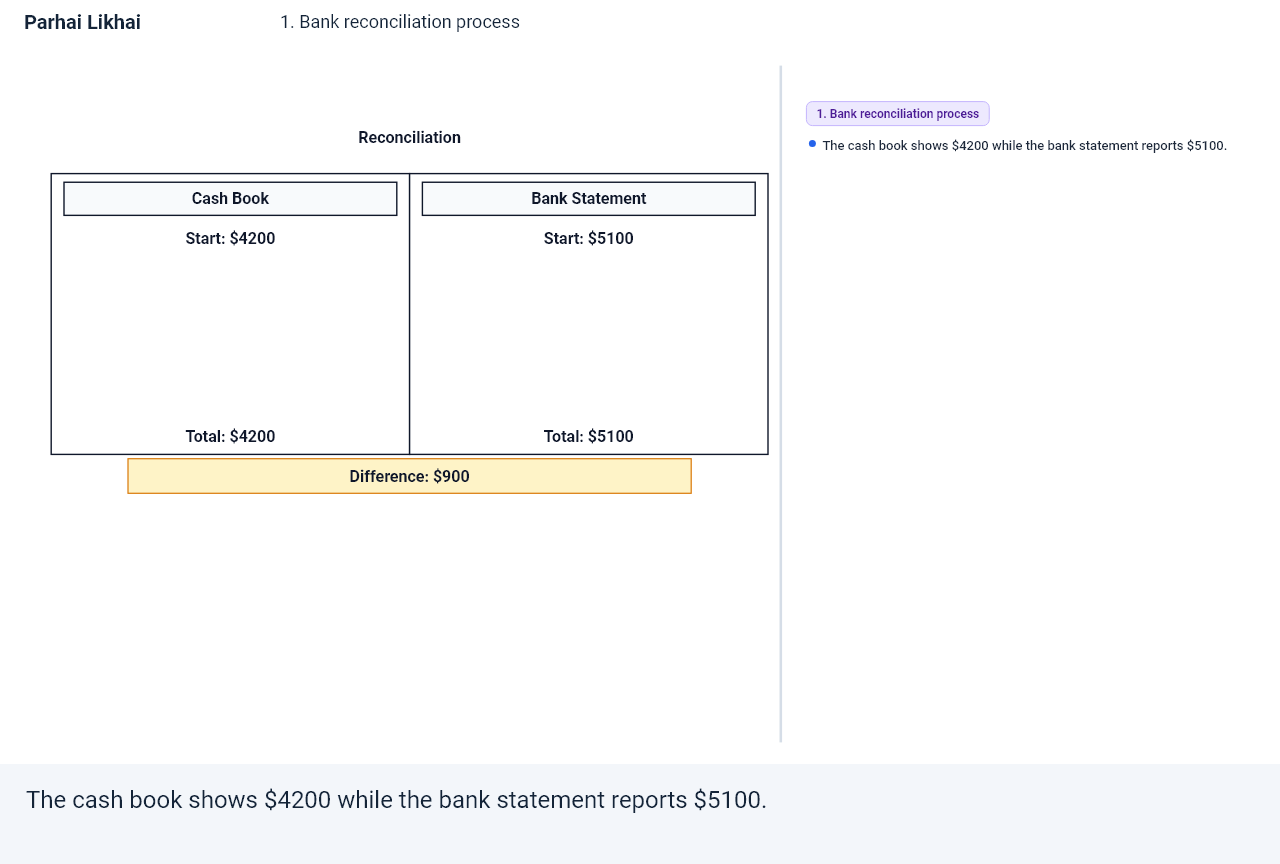 Parhai Likhai
1. Bank reconciliation process
Reconciliation
Cash Book
Bank Statement
Start: $4200
Start: $5100
Total: $4200
Total: $5100
Difference: $900
1. Bank reconciliation process
The cash book shows $4200 while the bank statement reports $5100.
The cash book shows $4200 while the bank statement reports $5100.